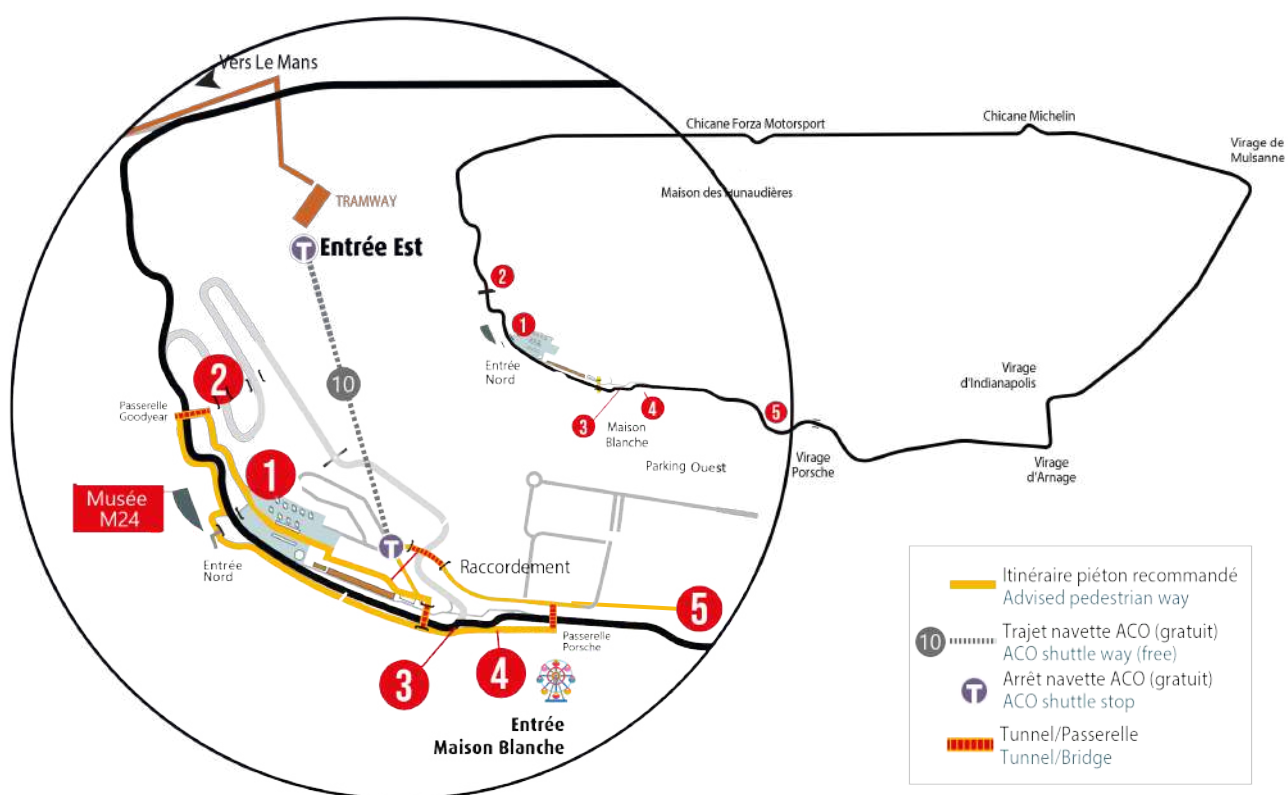 Vers Le Mans
TRAMWAY
Entrée Est
10
2
Passerelle
Goodyear
1
Musée
M24
Entrée
Nord
Raccordement
5
Passerelle
Porsche
3
4
Entrée
Maison Blanche
Chicane Forza Motorsport
Chicane Michelin
Virage de
Mulsanne
Maison des Hunaudières
2
1
Entrée
Nord
3
4
Maison
Blanche
5
Parking Ouest
Virage
Porsche
Virage
d'Indianapolis
Virage
d'Arnage
Itinéraire piéton recommandé
Advised pedestrian way
10
Trajet navette ACO (gratuit)
ACO shuttle way (free)
T
Arrêt navette ACO (gratuit)
ACO shuttle stop
Tunnel/Passerelle
Tunnel/Bridge